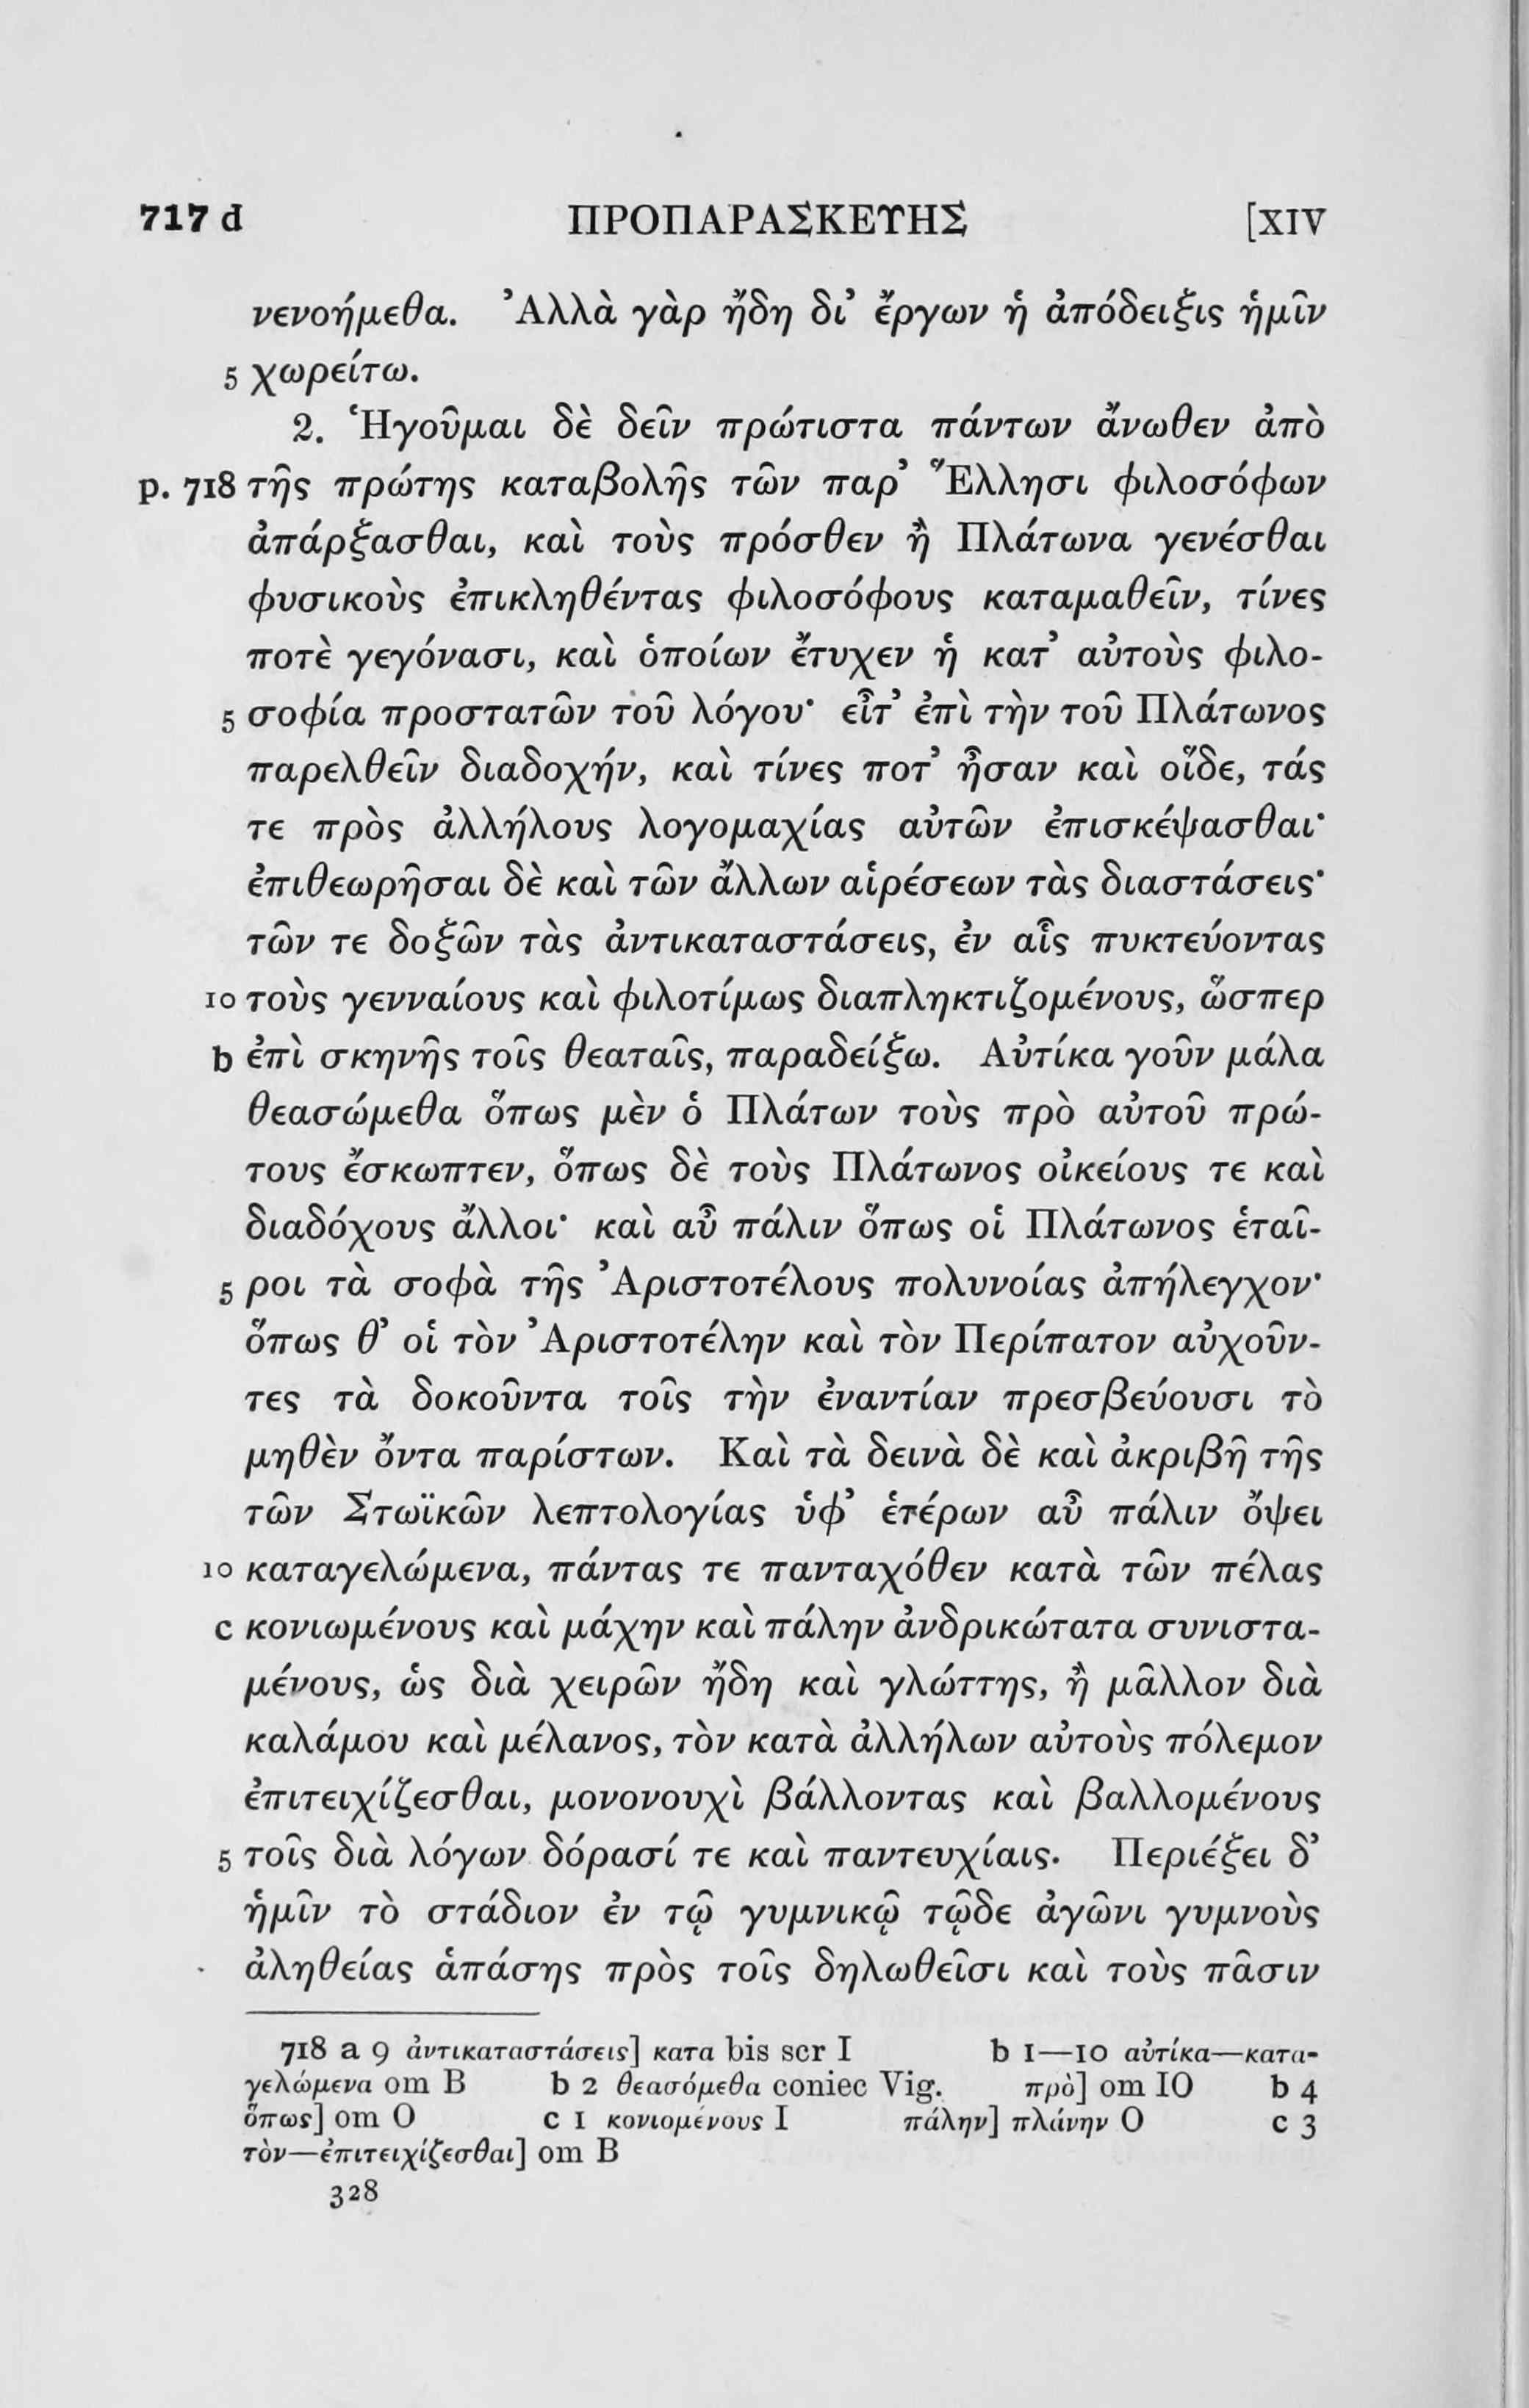 717 d ΠΡΟΠΑΡΑΣΚΕΥΗΣ [XIV
νενοήμεθα. Ἀλλὰ γὰρ ἤδη δι’ ἔργων ἡ ἀπόδειξις ἡμῖν
5 χωρείτω.
2. Ἡγοῦμαι δὲ δεῖν πρώτιστα πάντων ἄνωθεν ἀπὸ
p. 718 τῆς πρώτης καταβολῆς τῶν παρ’ Ἕλλησι φιλοσόφων
ἀπάρξασθαι, καὶ τοὺς πρόσθεν ἢ Πλάτωνα γενέσθαι
φυσικοὺς ἐπικληθέντας φιλοσόφους καταμαθεῖν, τίνες
ποτὲ γεγόνασι, καὶ ὁποίων ἔτυχεν ἡ κατ’ αὐτοὺς φιλο-
5 σοφία προστατῶν τοῦ λόγου· εἶτ’ ἐπὶ τὴν τοῦ Πλάτωνος
παρελθεῖν διαδοχήν, καὶ τίνες ποτ’ ἦσαν καὶ οἵδε, τάς
τε πρὸς ἀλλήλους λογομαχίας αὐτῶν ἐπισκέψασθαι·
ἐπιθεωρῆσαι δὲ καὶ τῶν ἄλλων αἱρέσεων τὰς διαστάσεις·
τῶν τε δοξῶν τὰς ἀντικαταστάσεις, ἐν αἷς πυκτεύοντας
10 τοὺς γενναίους καὶ φιλοτίμως διαπληκτιζομένους, ὥσπερ
b ἐπὶ σκηνῆς τοῖς θεαταῖς, παραδείξω. Αὐτίκα γοῦν μάλα
θεασώμεθα ὅπως μὲν ὁ Πλάτων τοὺς πρὸ αὐτοῦ πρώ-
τους ἔσκωπτεν, ὅπως δὲ τοὺς Πλάτωνος οἰκείους τε καὶ
διαδόχους ἄλλοι· καὶ αὖ πάλιν ὅπως οἱ Πλάτωνος ἑταῖ-
5 ροι τὰ σοφὰ τῆς Ἀριστοτέλους πολυνοίας ἀπήλεγχον·
ὅπως θ’ οἱ τὸν Ἀριστοτέλην καὶ τὸν Περίπατον αὐχοῦν-
τες τὰ δοκοῦντα τοῖς τὴν ἐναντίαν πρεσβεύουσι τὸ
μηθὲν ὄντα παρίστων. Καὶ τὰ δεινὰ δὲ καὶ ἀκριβῆ τῆς
τῶν Στωϊκῶν λεπτολογίας ὑφ’ ἑτέρων αὖ πάλιν ὄψει
10 καταγελώμενα, πάντας τε πανταχόθεν κατὰ τῶν πέλας
c κονιωμένους καὶ μάχην καὶ πάλην ἀνδρικώτατα συνιστα-
μένους, ὡς διὰ χειρῶν ἤδη καὶ γλώττης, ἢ μᾶλλον διὰ
καλάμου καὶ μέλανος, τὸν κατὰ ἀλλήλων αὐτοὺς πόλεμον
ἐπιτειχίζεσθαι, μονονουχὶ βάλλοντας καὶ βαλλομένους
5 τοῖς διὰ λόγων δόρασί τε καὶ παντευχίαις. Περιέξει δ’
ἡμῖν τὸ στάδιον ἐν τῷ γυμνικῷ τῷδε ἀγῶνι γυμνοὺς
ἀληθείας ἁπάσης πρὸς τοῖς δηλωθεῖσι καὶ τοὺς πᾶσιν
718 a 9 ἀντικαταστάσεις] κατα bis scr I b 1—10 αὐτίκα—κατα-
γελώμενα om B b 2 θεασόμεθα coniec Vig. πρὸ] om IO b 4
ὅπως] om O c 1 κονιομένους I πάλην] πλάνην O c 3
τὸν—ἐπιτειχίζεσθαι] om B
328